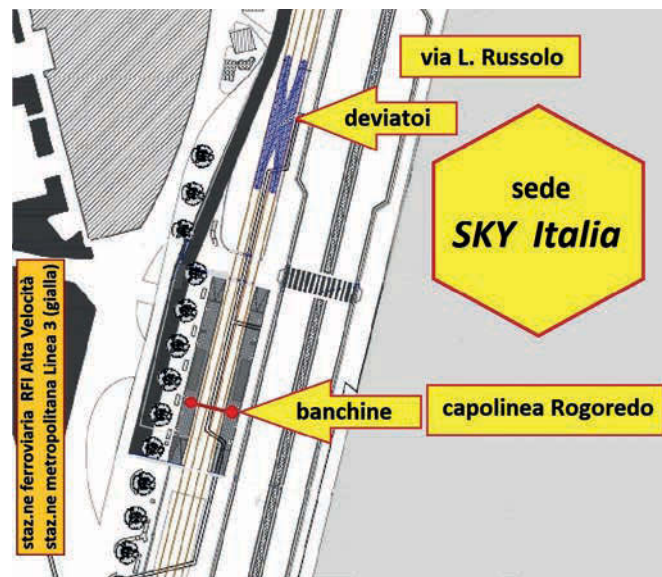 via L. Russolo
deviatoi
sede
SKY Italia
staz.ne ferroviaria RFI Alta Velocità
staz.ne metropolitana Linea 3 (gialla)
banchine
capolinea Rogoredo